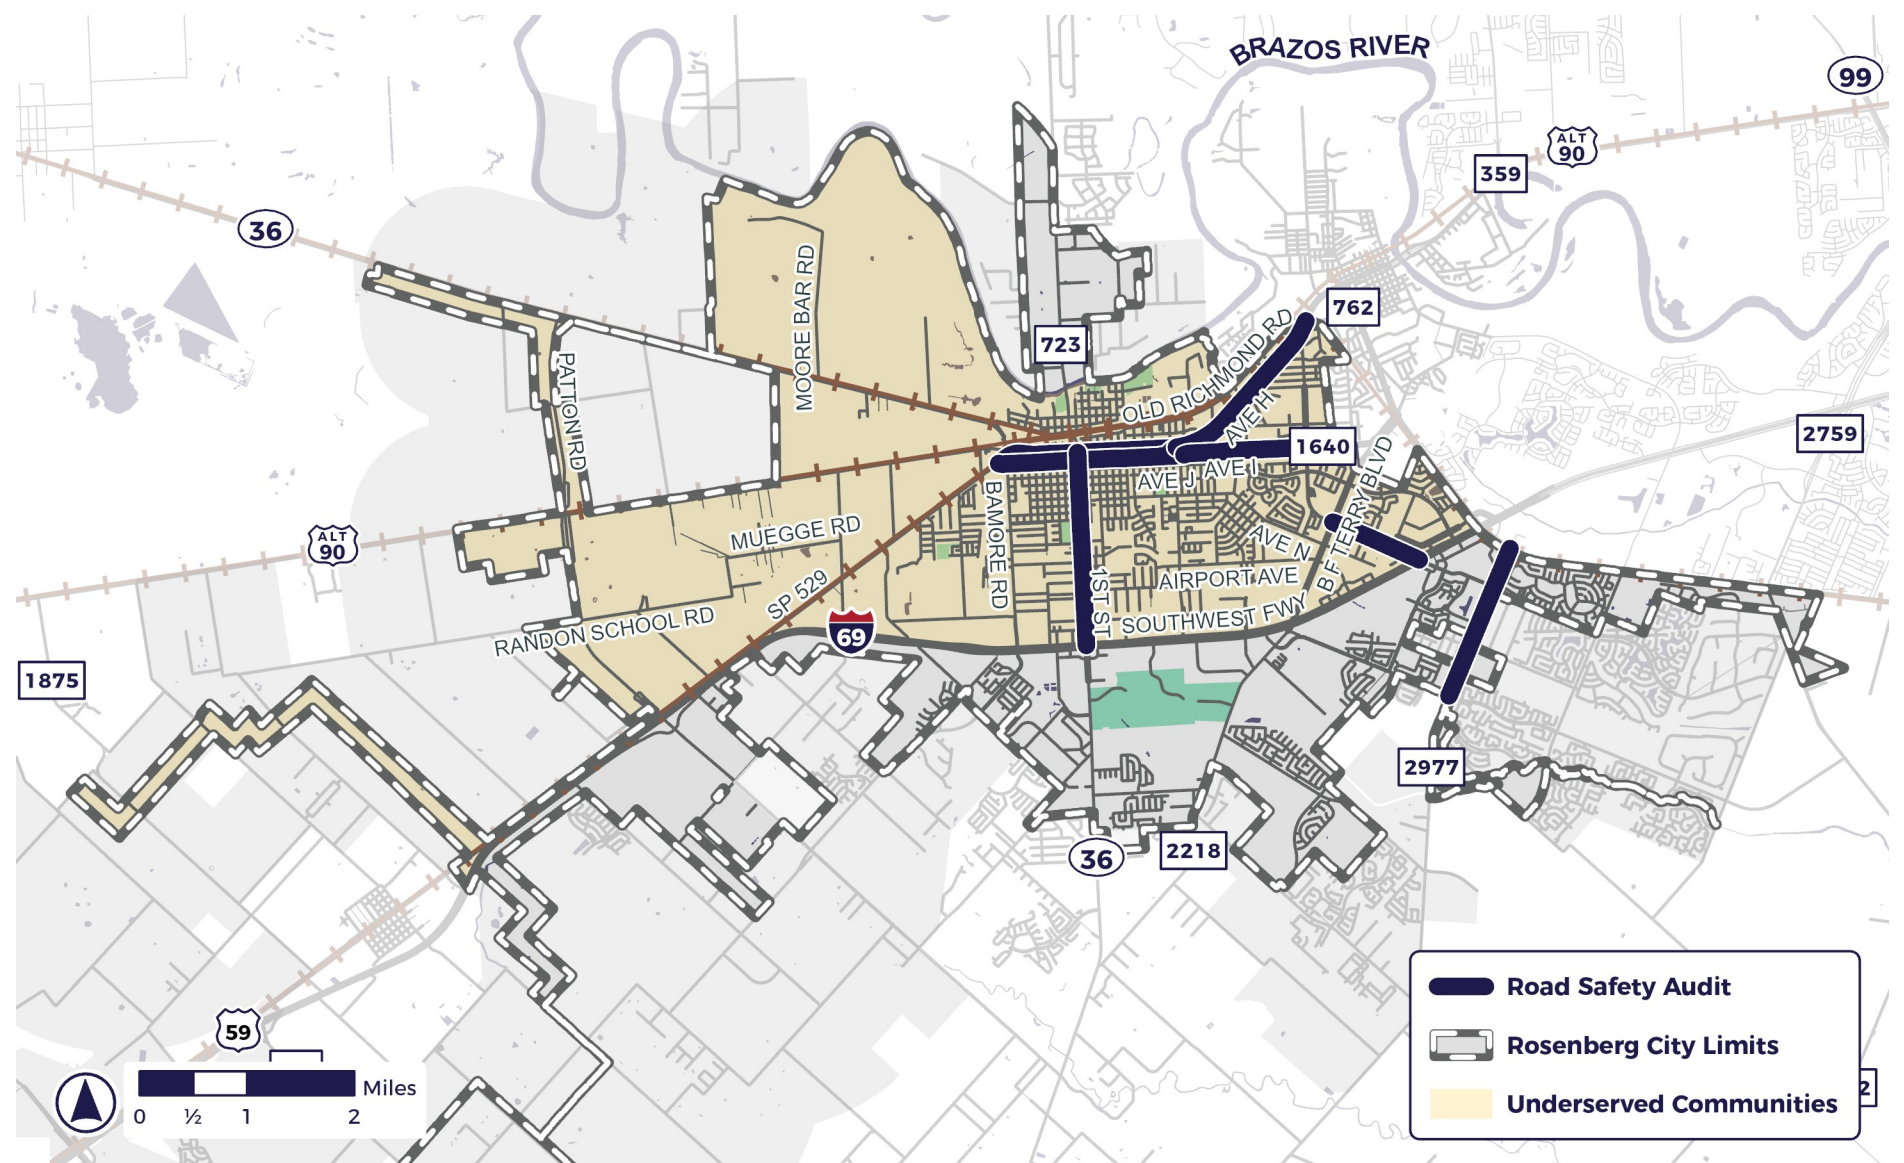 BRAZOS RIVER
99
ALT
90
359
36
762
MOORE BAR RD
723
OLD RICHMOND RD
PATTON RD
AVE H
2759
1640
AVE I
AVE J
BF TERRY BLVD
BAMORE RD
MUEGGE RD
AVE N
ALT
90
AIRPORT AVE
SP 529
1ST ST
SOUTHWEST FWY
RANDON SCHOOL RD
69
1875
2977
2218
36
59
Miles
0 ½ 1 2
Road Safety Audit
Rosenberg City Limits
Underserved Communities
2